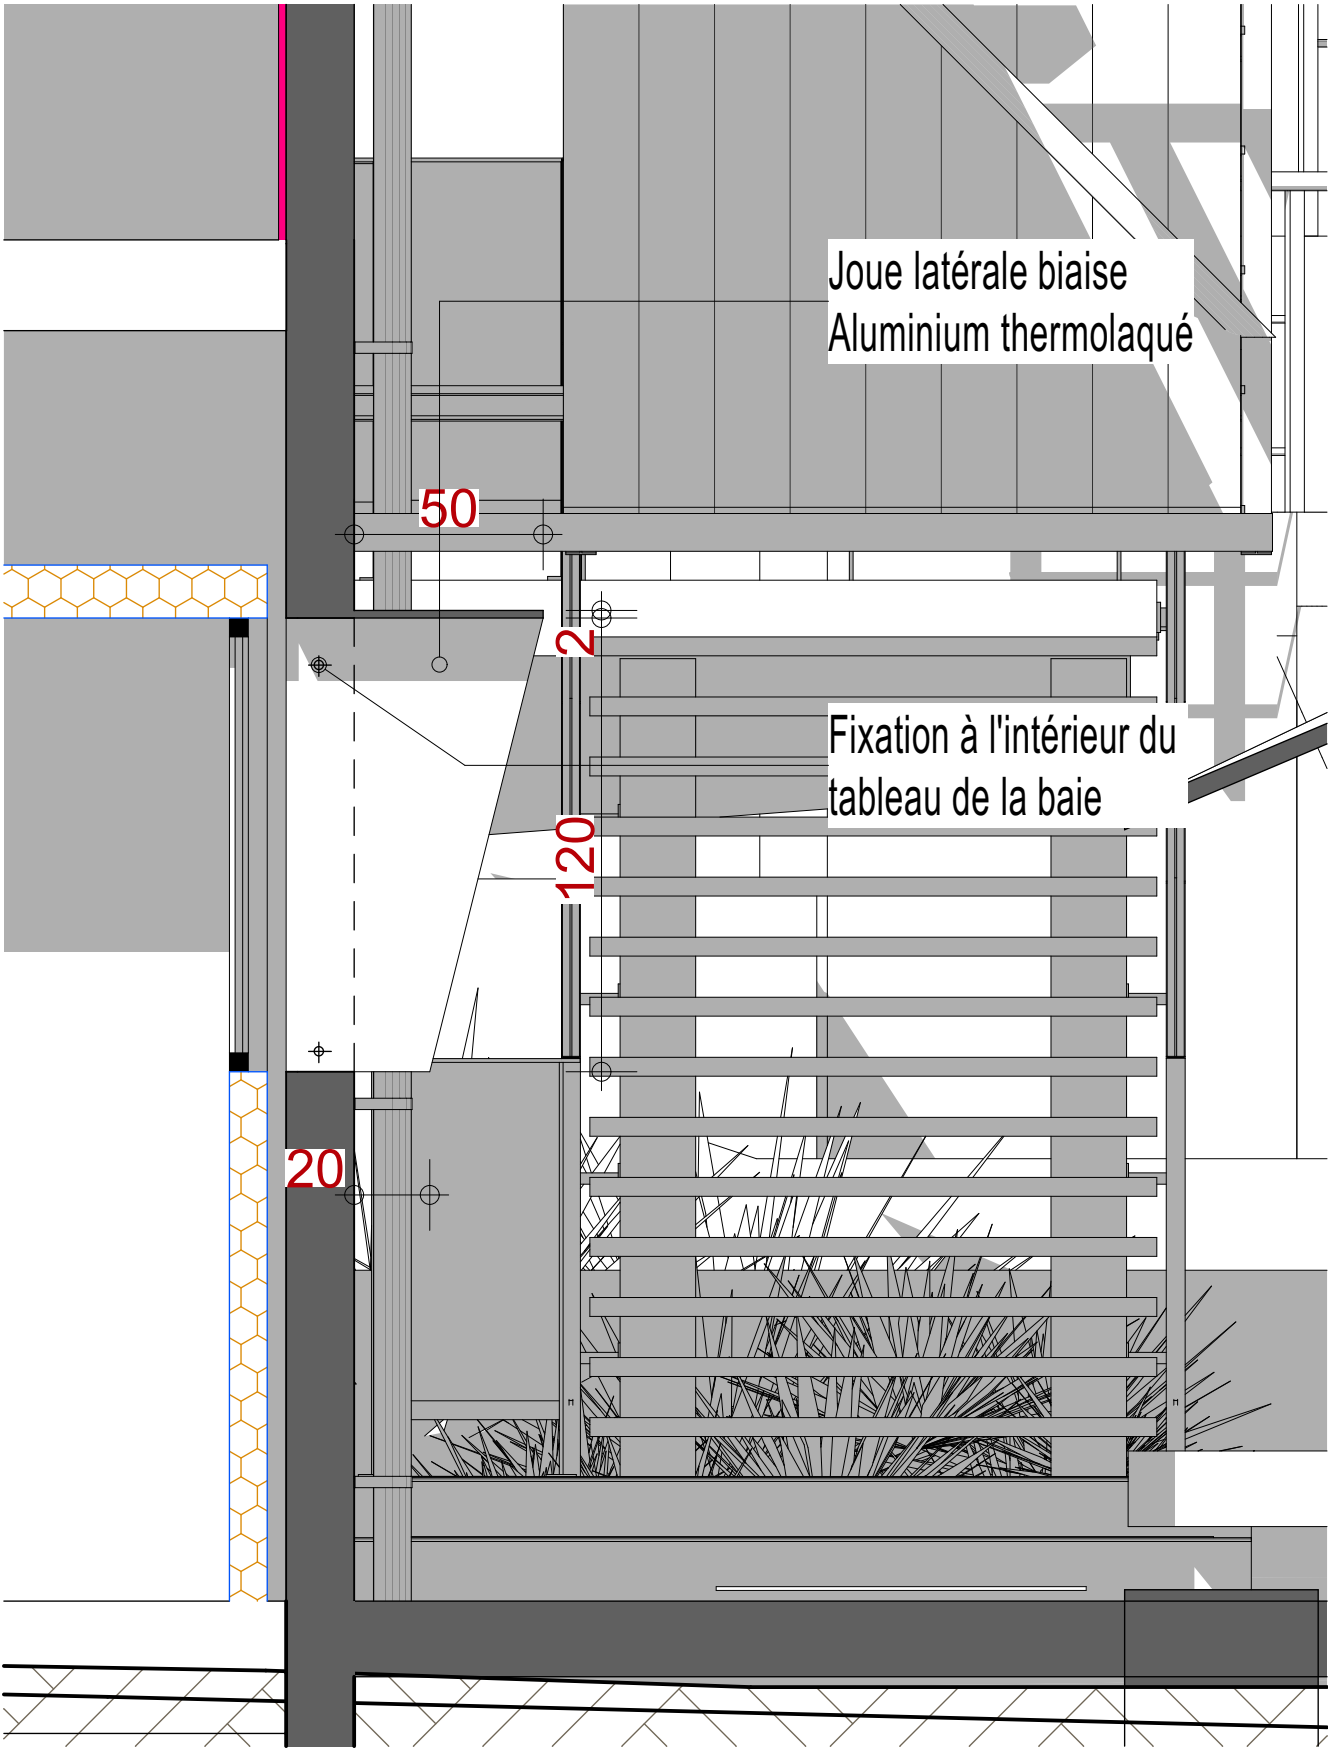 Joue latérale biaise
Aluminium thermolaqué
50
2
Fixation à l'intérieur du
tableau de la baie
120
20